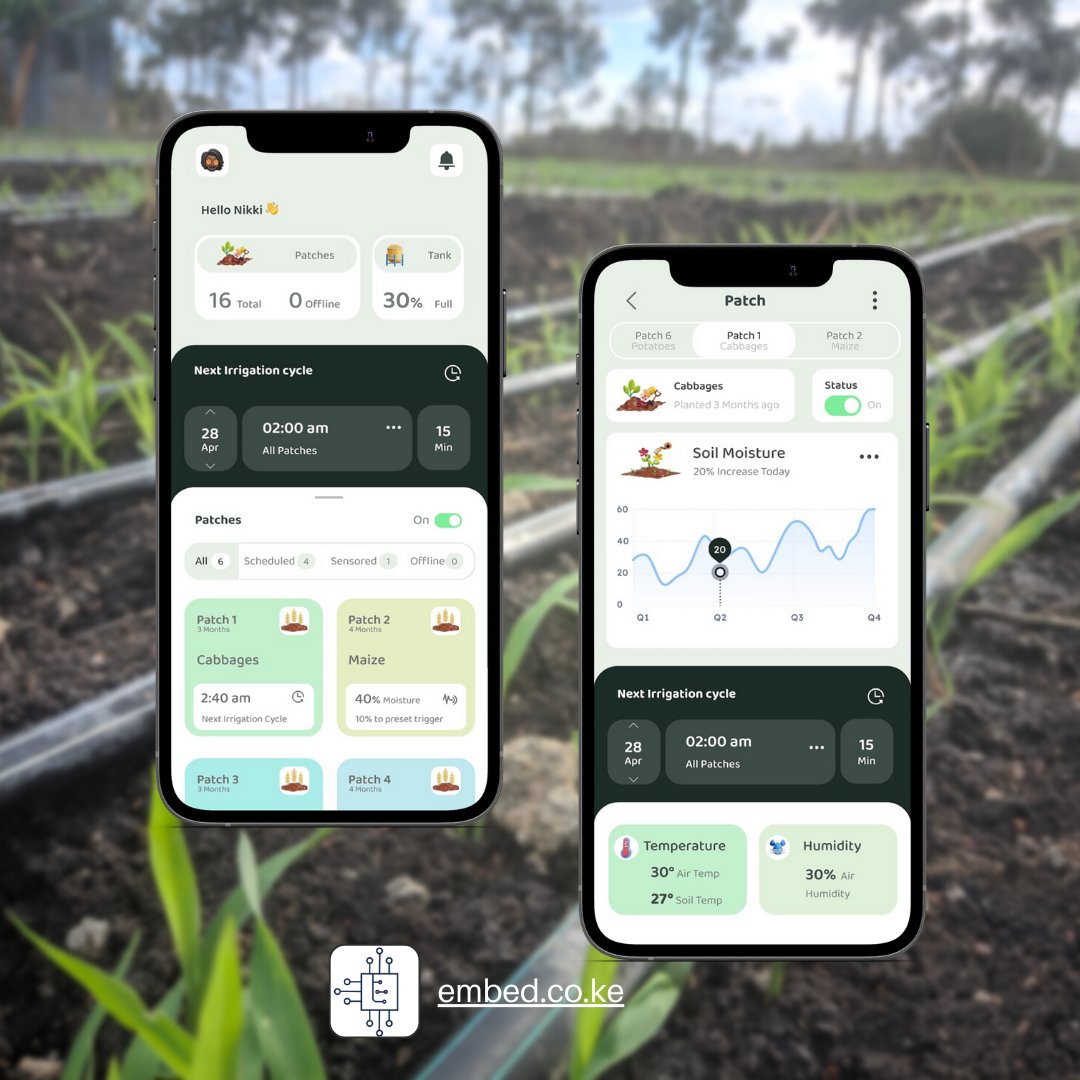 Hello Nikki 👋
Patches
16 Total 0 Offline
Tank
30% Full
Next Irrigation cycle
28
Apr
02:00 am
All Patches
15
Min
Patches
On
All 6 Scheduled 4 Sensored 1 Offline 0
Patch 1
3 Months
Cabbages
2:40 am
Next Irrigation Cycle
Patch 2
4 Months
Maize
40% Moisture
10% to preset trigger
Patch 3
3 Months
Patch 4
4 Months
Patch
Patch 6
Potatoes
Patch 1
Cabbages
Patch 2
Maize
Cabbages
Planted 3 Months ago
Status
On
Soil Moisture
20% Increase Today
60
40
20
0
20
Q1 Q2 Q3 Q4
Next Irrigation cycle
28
Apr
02:00 am
All Patches
15
Min
Temperature
30° Air Temp
27° Soil Temp
Humidity
30% Air
Humidity
embed.co.ke